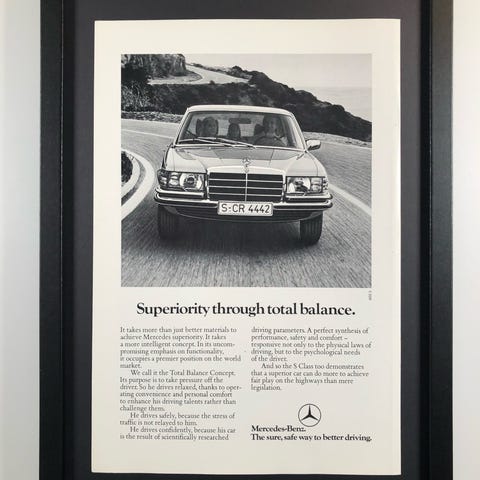 S-CR 4442
Superiority through total balance.
It takes more than just better materials to
achieve Mercedes superiority. It takes
a more intelligent concept. In its uncom-
promising emphasis on functionality,
it occupies a premier position on the world
market.
We call it the Total Balance Concept.
Its purpose is to take pressure off the
driver. So he drives relaxed, thanks to oper-
ating convenience and personal comfort
to enhance his driving talents rather than
challenge them.
He drives safely, because the stress of
traffic is not relayed to him.
He drives confidently, because his car
is the result of scientifically researched
driving parameters. A perfect synthesis of
performance, safety and comfort –
responsive not only to the physical laws of
driving, but to the psychological needs
of the driver.
And so the S Class too demonstrates
that a superior car can do more to achieve
fair play on the highways than mere
legislation.
Mercedes-Benz.
The sure, safe way to better driving.